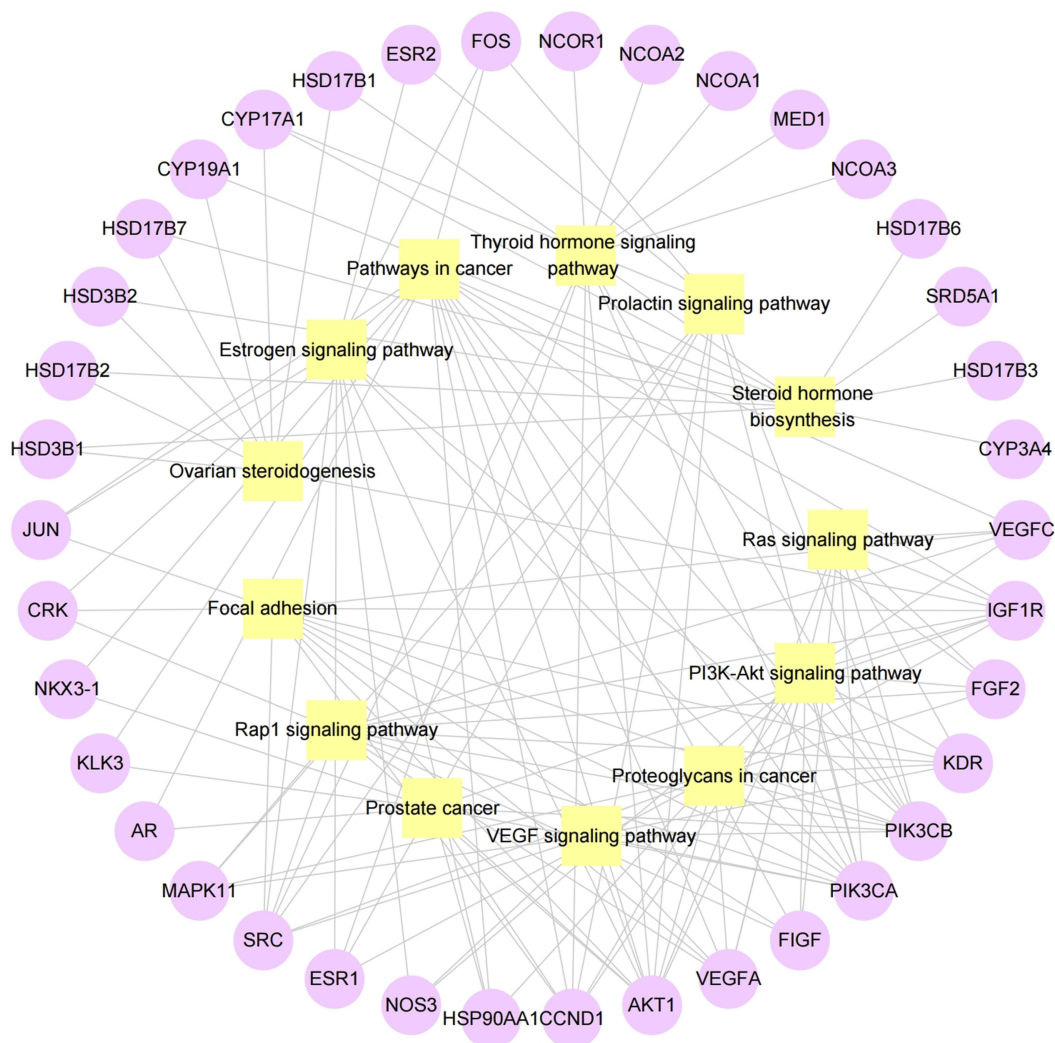 FOS
NCOR1
ESR2
NCOA2
HSD17B1
NCOA1
CYP17A1
MED1
CYP19A1
NCOA3
HSD17B7
HSD17B6
Thyroid hormone signaling
pathway
Pathways in cancer
HSD3B2
Prolactin signaling pathway
SRD5A1
Estrogen signaling pathway
HSD17B2
HSD17B3
Steroid hormone
biosynthesis
HSD3B1
CYP3A4
Ovarian steroidogenesis
JUN
VEGFC
Ras signaling pathway
CRK
Focal adhesion
IGF1R
NKX3-1
PI3K-Akt signaling pathway
FGF2
Rap1 signaling pathway
KLK3
KDR
Proteoglycans in cancer
Prostate cancer
AR
VEGF signaling pathway
PIK3CB
MAPK11
PIK3CA
SRC
FIGF
ESR1
VEGFA
NOS3
HSP90AA1
CCND1
AKT1